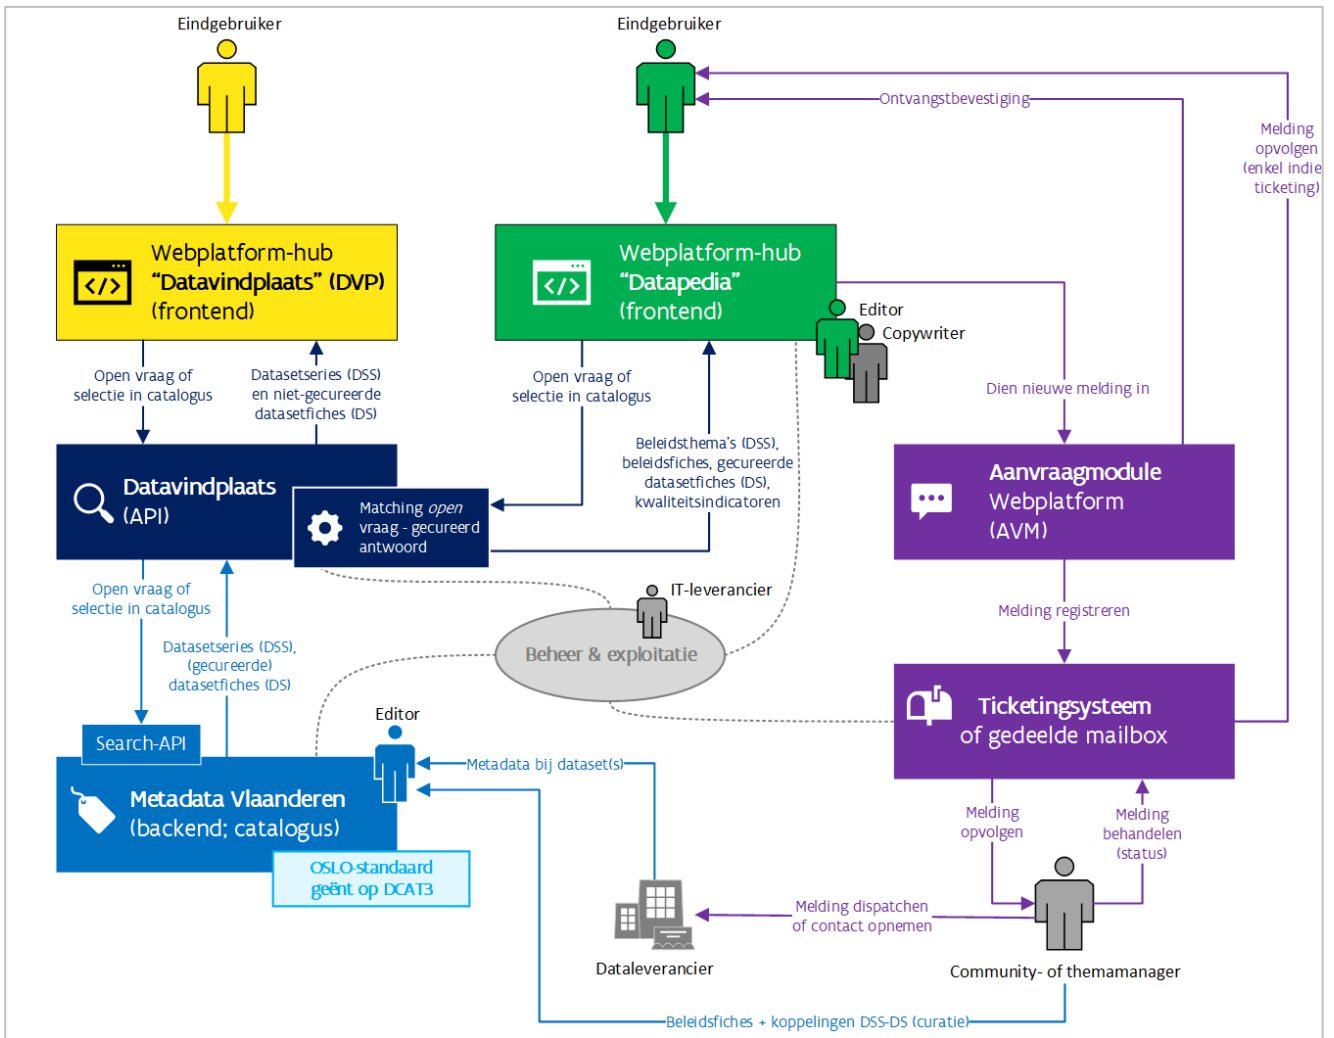 Eindgebruiker
Eindgebruiker
Ontvangstbevestiging
Melding
opvolgen
(enkel indie
ticketing)
Webplatform-hub
“Datavindplaats” (DVP)
(frontend)
Webplatform-hub
“Datapedia”
(frontend)
Editor
Copywriter
Open vraag of
selectie in catalogus
Datasetseries (DSS)
en niet-gecureerde
datasetfiches (DS)
Open vraag of
selectie in catalogus
Dien nieuwe melding in
Beleidsthema's (DSS),
beleidsfiches, gecureerde
datasetfiches (DS),
kwaliteitsindicatoren
Datavindplaats
(API)
Matching open
vraag - gecureerd
antwoord
Aanvraagmodule
Webplatform
(AVM)
Open vraag of
selectie in catalogus
IT-leverancier
Melding registreren
Datasetseries (DSS),
(gecureerde)
datasetfiches (DS)
Beheer & exploitatie
Ticketingsysteem
of gedeelde mailbox
Editor
Search-API
Metadata bij dataset(s)
Metadata Vlaanderen
(backend; catalogus)
Melding
opvolgen
Melding
behandelen
(status)
OSLO-standaard
geënt op DCAT3
Melding dispatchen
of contact opnemen
Dataleverancier
Community- of themamanager
Beleidsfiches + koppelingen DSS-DS (curatie)